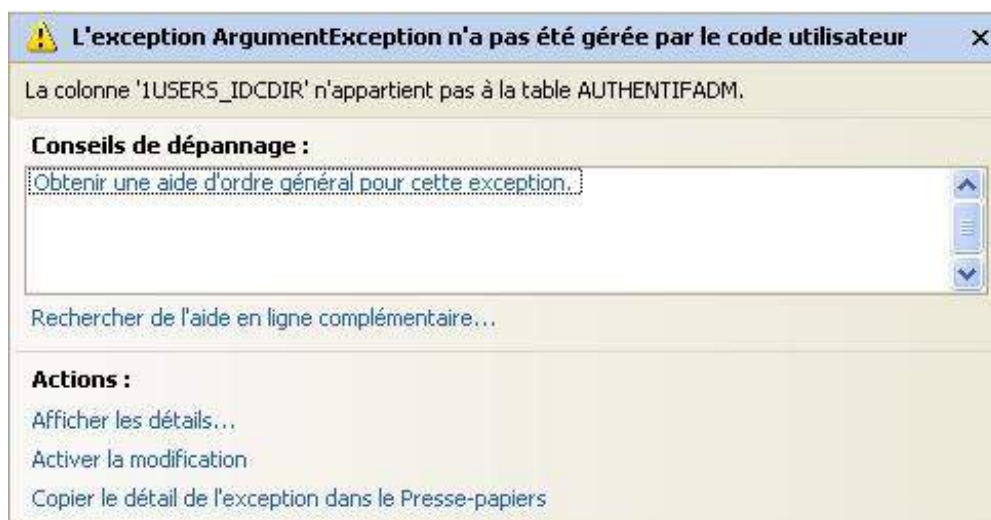 L'exception ArgumentException n'a pas été gérée par le code utilisateur
La colonne '1USERS_IDCDIR' n'appartient pas à la table AUTHENTIFADM.
Conseils de dépannage :
Obtenir une aide d'ordre général pour cette exception.
Rechercher de l'aide en ligne complémentaire...
Actions :
Afficher les détails...
Activer la modification
Copier le détail de l'exception dans le Presse-papiers